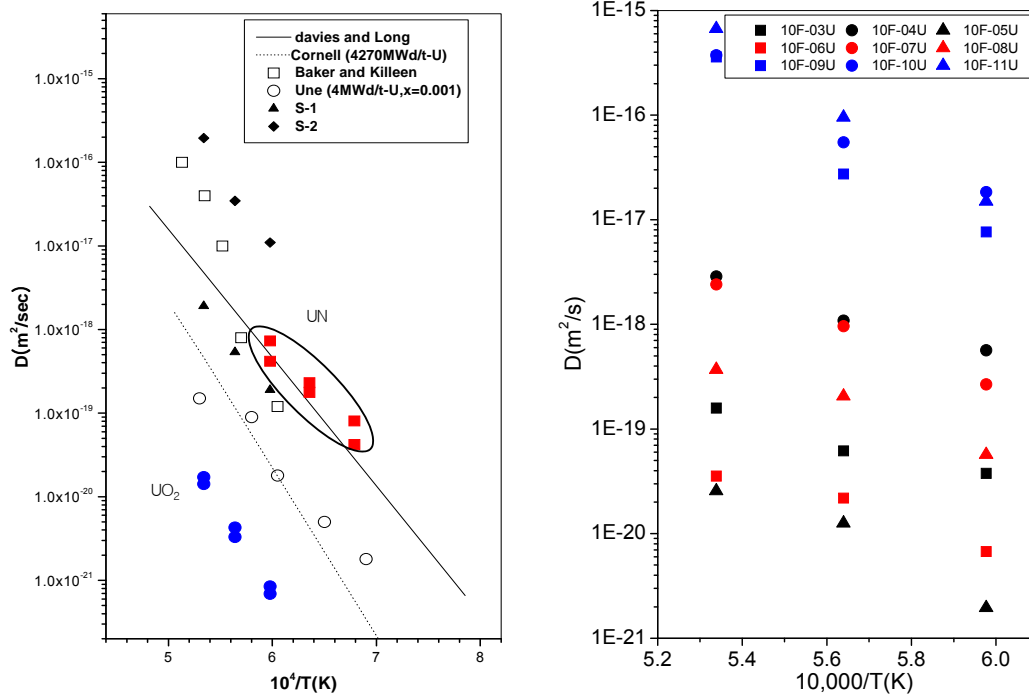 davies and Long
Cornell (4270MWd/t-U)
Baker and Killeen
Une (4MWd/t-U,x=0.001)
S-1
S-2
1.0x10⁻¹⁵
1.0x10⁻¹⁶
1.0x10⁻¹⁷
1.0x10⁻¹⁸
1.0x10⁻¹⁹
1.0x10⁻²⁰
1.0x10⁻²¹
D(m²/sec)
UN
UO₂
5 6 7 8
10⁴/T(K)
10F-03U 10F-04U 10F-05U
10F-06U 10F-07U 10F-08U
10F-09U 10F-10U 10F-11U
1E-15
1E-16
1E-17
1E-18
1E-19
1E-20
1E-21
D(m²/s)
5.2 5.4 5.6 5.8 6.0
10,000/T(K)